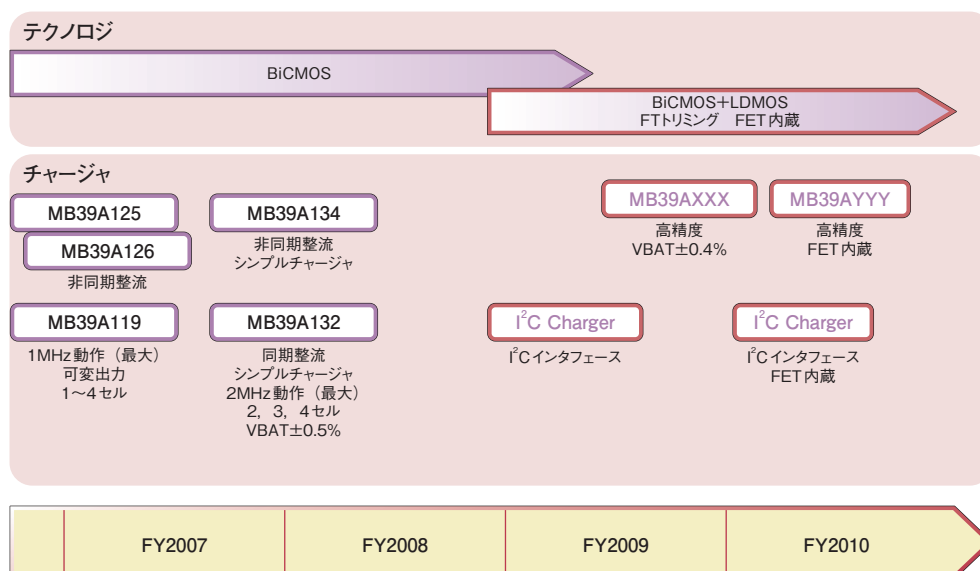 テクノロジ
BiCMOS
BiCMOS+LDMOS
FTトリミング FET内蔵
チャージャ
MB39A125
MB39A126
非同期整流
MB39A134
非同期整流
シンプルチャージャ
MB39AXXX
高精度
VBAT±0.4%
MB39AYYY
高精度
FET内蔵
MB39A119
1MHz動作（最大）
可変出力
1〜4セル
MB39A132
同期整流
シンプルチャージャ
2MHz動作（最大）
2，3，4セル
VBAT±0.5%
I²C Charger
I²Cインタフェース
I²C Charger
I²Cインタフェース
FET内蔵
FY2007
FY2008
FY2009
FY2010